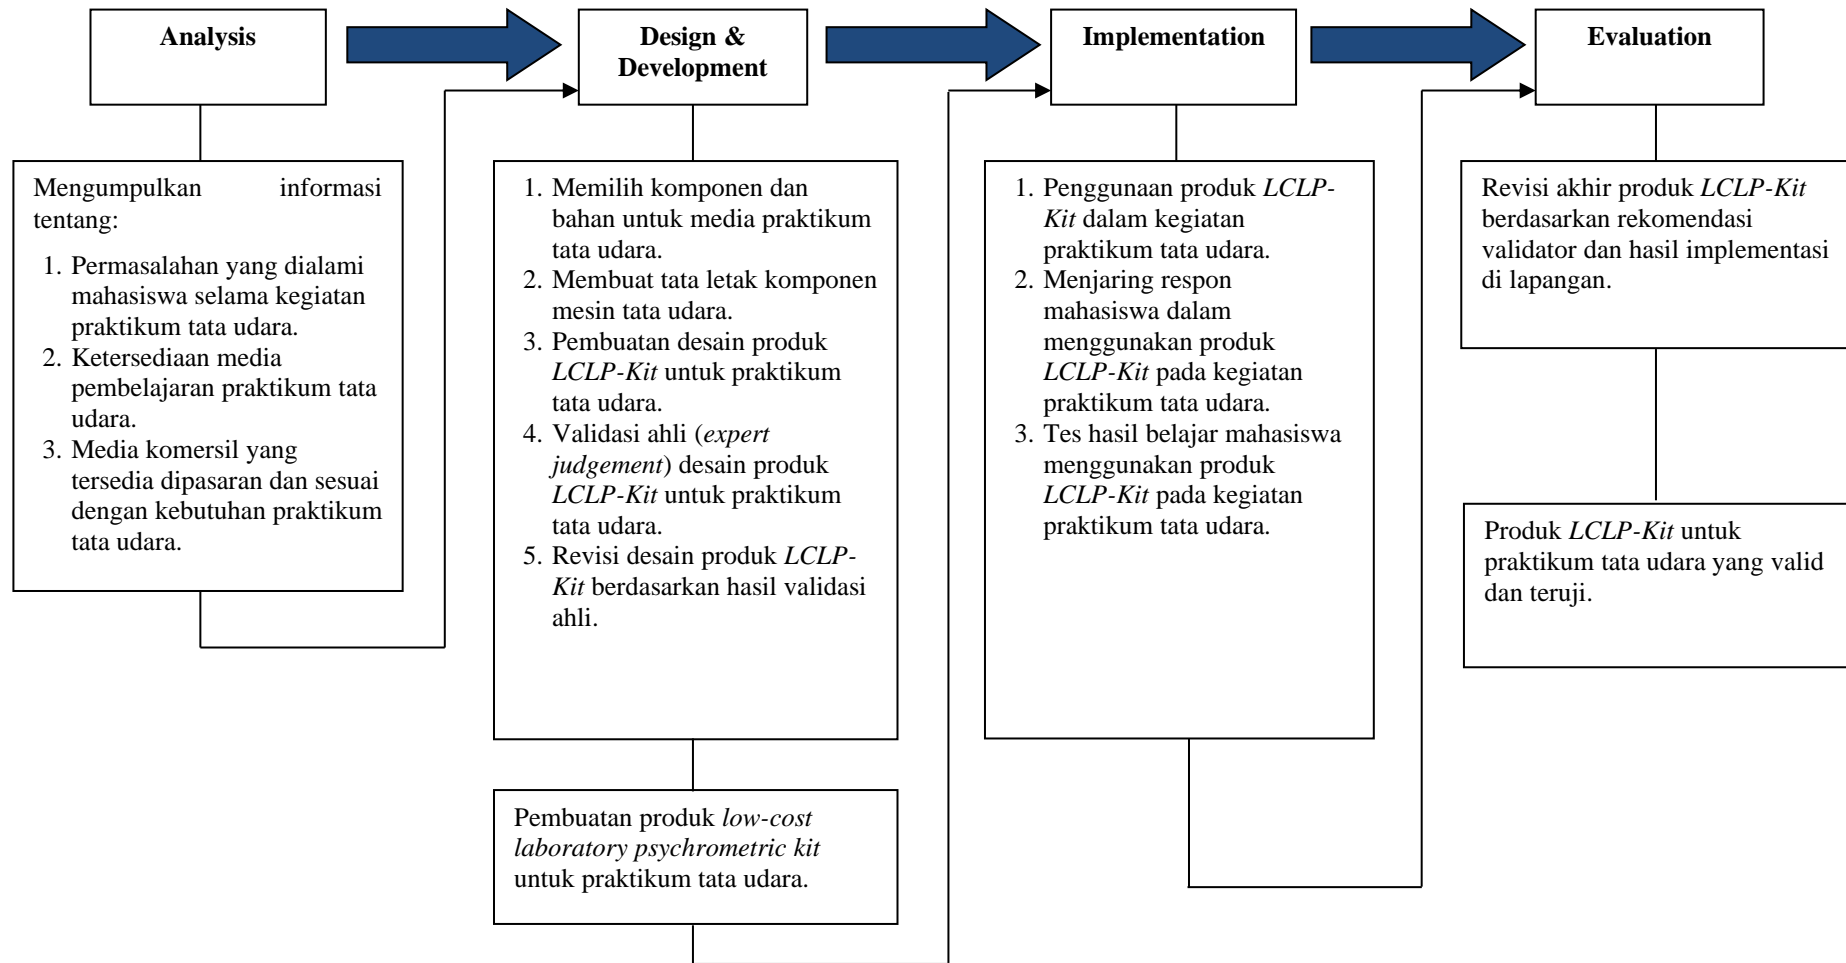 Analysis
Design &
Development
Implementation
Evaluation
Mengumpulkan informasi
tentang:
1. Permasalahan yang dialami
mahasiswa selama kegiatan
praktikum tata udara.
2. Ketersediaan media
pembelajaran praktikum tata
udara.
3. Media komersil yang
tersedia dipasaran dan sesuai
dengan kebutuhan praktikum
tata udara.
1. Memilih komponen dan
bahan untuk media praktikum
tata udara.
2. Membuat tata letak komponen
mesin tata udara.
3. Pembuatan desain produk
LCLP-Kit untuk praktikum
tata udara.
4. Validasi ahli (expert
judgement) desain produk
LCLP-Kit untuk praktikum
tata udara.
5. Revisi desain produk LCLP-
Kit berdasarkan hasil validasi
ahli.
Pembuatan produk low-cost
laboratory psychrometric kit
untuk praktikum tata udara.
1. Penggunaan produk LCLP-
Kit dalam kegiatan
praktikum tata udara.
2. Menjaring respon
mahasiswa dalam
menggunakan produk
LCLP-Kit pada kegiatan
praktikum tata udara.
3. Tes hasil belajar mahasiswa
menggunakan produk
LCLP-Kit pada kegiatan
praktikum tata udara.
Revisi akhir produk LCLP-Kit
berdasarkan rekomendasi
validator dan hasil implementasi
di lapangan.
Produk LCLP-Kit untuk
praktikum tata udara yang valid
dan teruji.